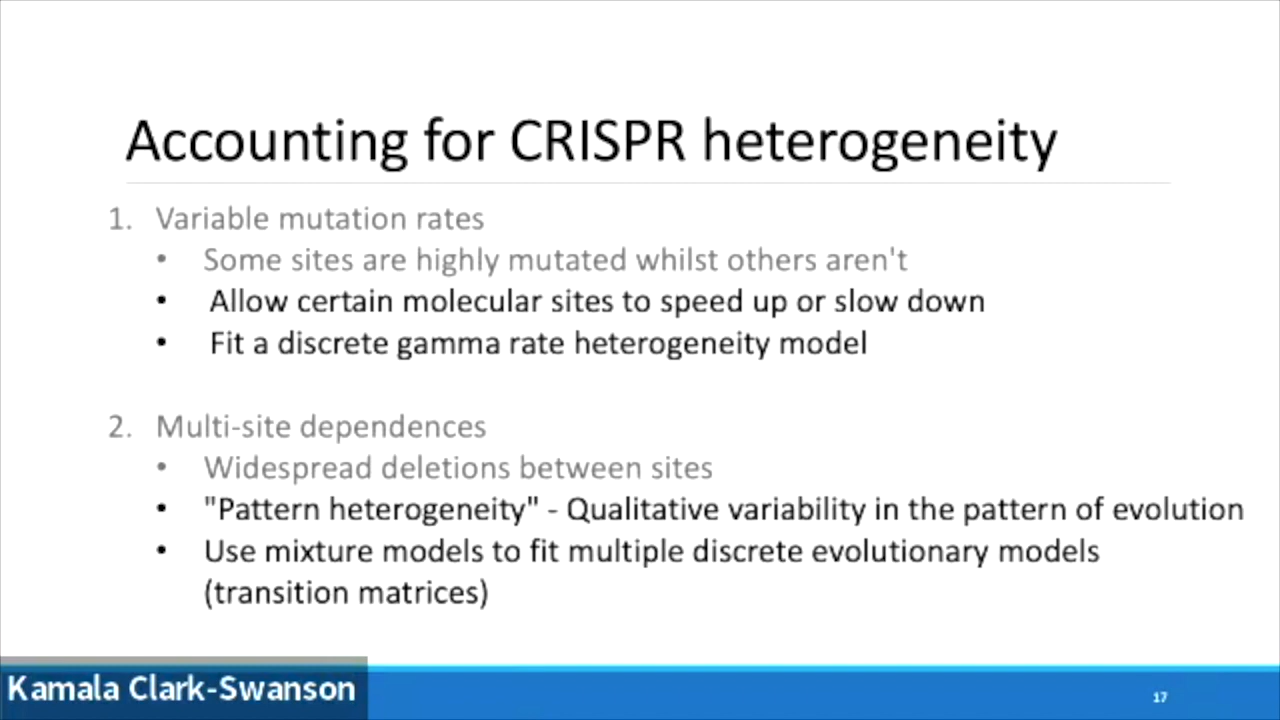 Accounting for CRISPR heterogeneity
1. Variable mutation rates
• Some sites are highly mutated whilst others aren't
• Allow certain molecular sites to speed up or slow down
• Fit a discrete gamma rate heterogeneity model
2. Multi-site dependences
• Widespread deletions between sites
• "Pattern heterogeneity" - Qualitative variability in the pattern of evolution
• Use mixture models to fit multiple discrete evolutionary models
(transition matrices)
Kamala Clark-Swanson
17